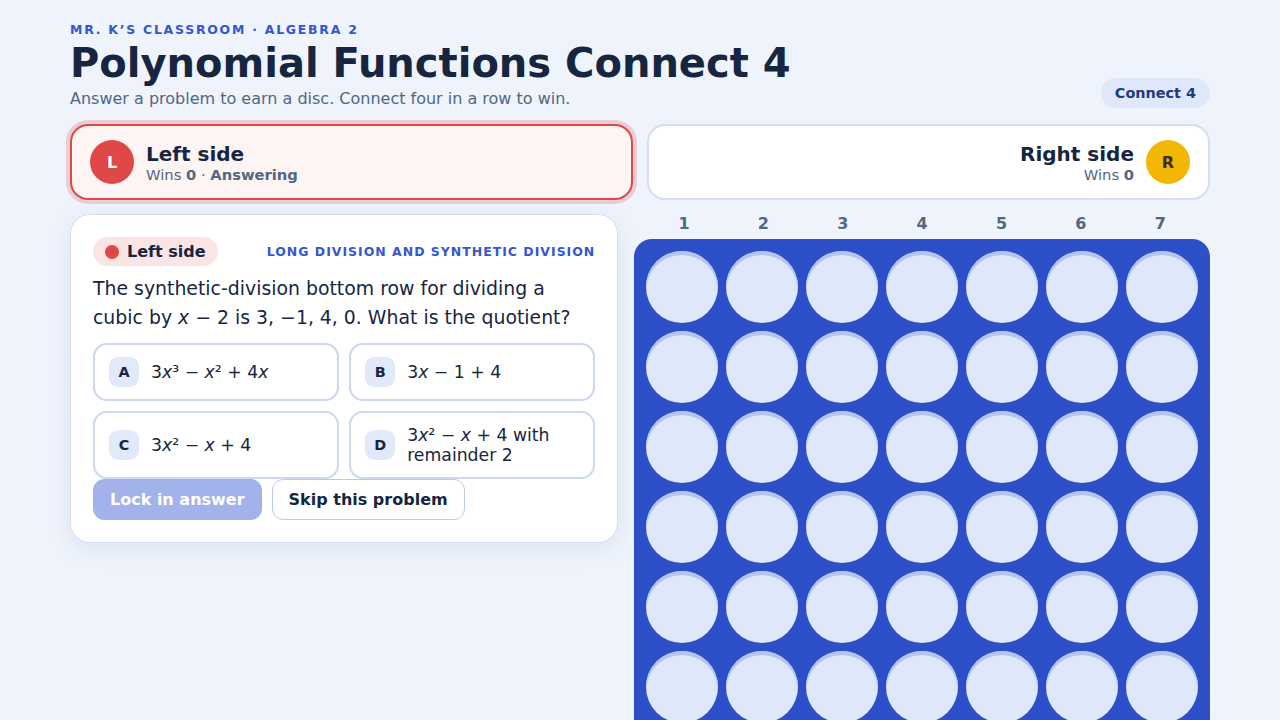 MR. K’S CLASSROOM · ALGEBRA 2
Polynomial Functions Connect 4
Answer a problem to earn a disc. Connect four in a row to win.
Connect 4
L
Left side
Wins 0 · Answering
Right side
Wins 0
R
Left side
LONG DIVISION AND SYNTHETIC DIVISION
The synthetic-division bottom row for dividing a
cubic by x − 2 is 3, −1, 4, 0. What is the quotient?
A 3x³ − x² + 4x
B 3x − 1 + 4
C 3x² − x + 4
D 3x² − x + 4 with
remainder 2
Lock in answer
Skip this problem
1 2 3 4 5 6 7